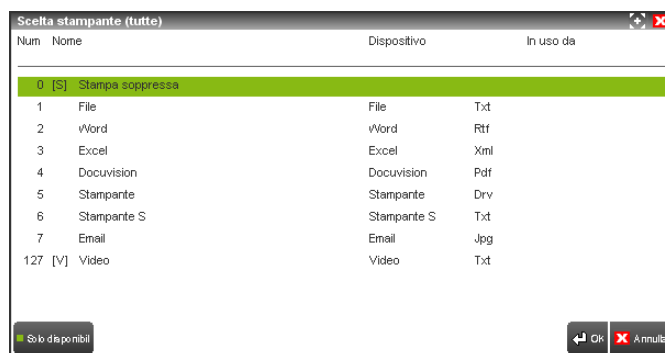 Scelta stampante (tutte)
Num Nome Dispositivo In uso da
0 [S] Stampa soppressa
1 File File Txt
2 Word Word Rtf
3 Excel Excel Xml
4 Docuvision Docuvision Pdf
5 Stampante Stampante Drv
6 Stampante S Stampante S Txt
7 Email Email Jpg
127 [V] Video Video Txt
Solo disponibil Ok Annulla